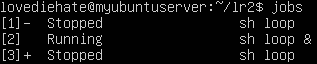 lovediehate@myubuntuserver:~/lr2$ jobs
[1]-  Stopped                 sh loop
[2]   Running                 sh loop &
[3]+  Stopped                 sh loop